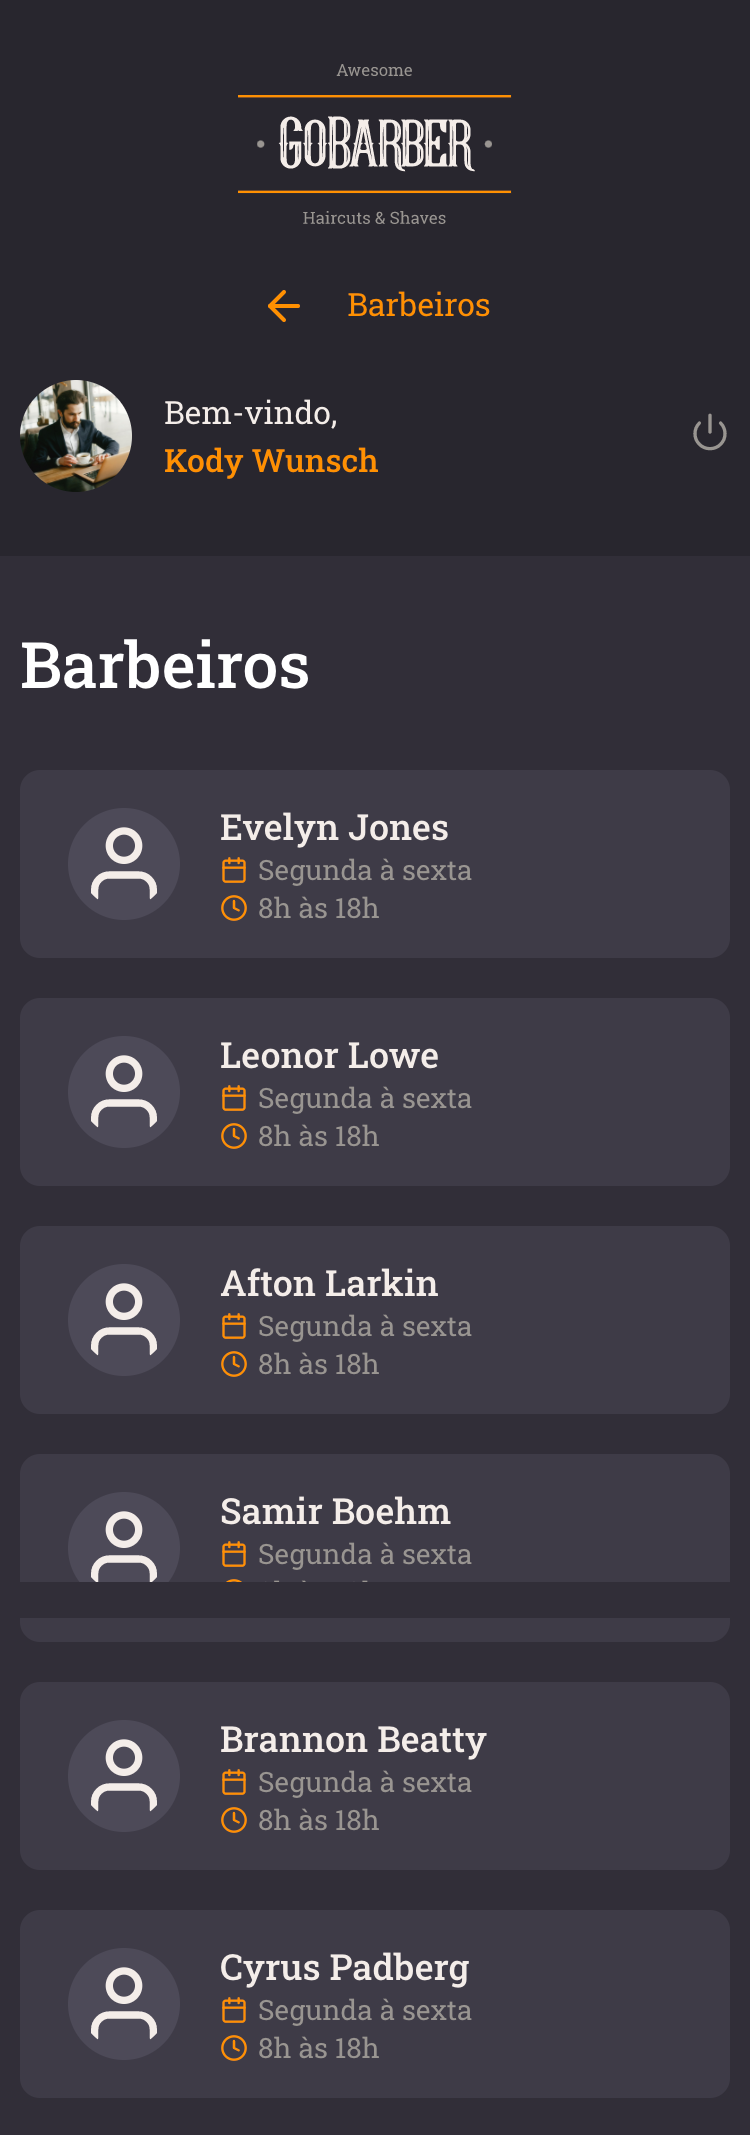 Awesome
GOBARBER
Haircuts & Shaves
Barbeiros
Bem-vindo,
Kody Wunsch
Barbeiros
Evelyn Jones
Segunda à sexta
8h às 18h
Leonor Lowe
Segunda à sexta
8h às 18h
Afton Larkin
Segunda à sexta
8h às 18h
Samir Boehm
Segunda à sexta
Brannon Beatty
Segunda à sexta
8h às 18h
Cyrus Padberg
Segunda à sexta
8h às 18h